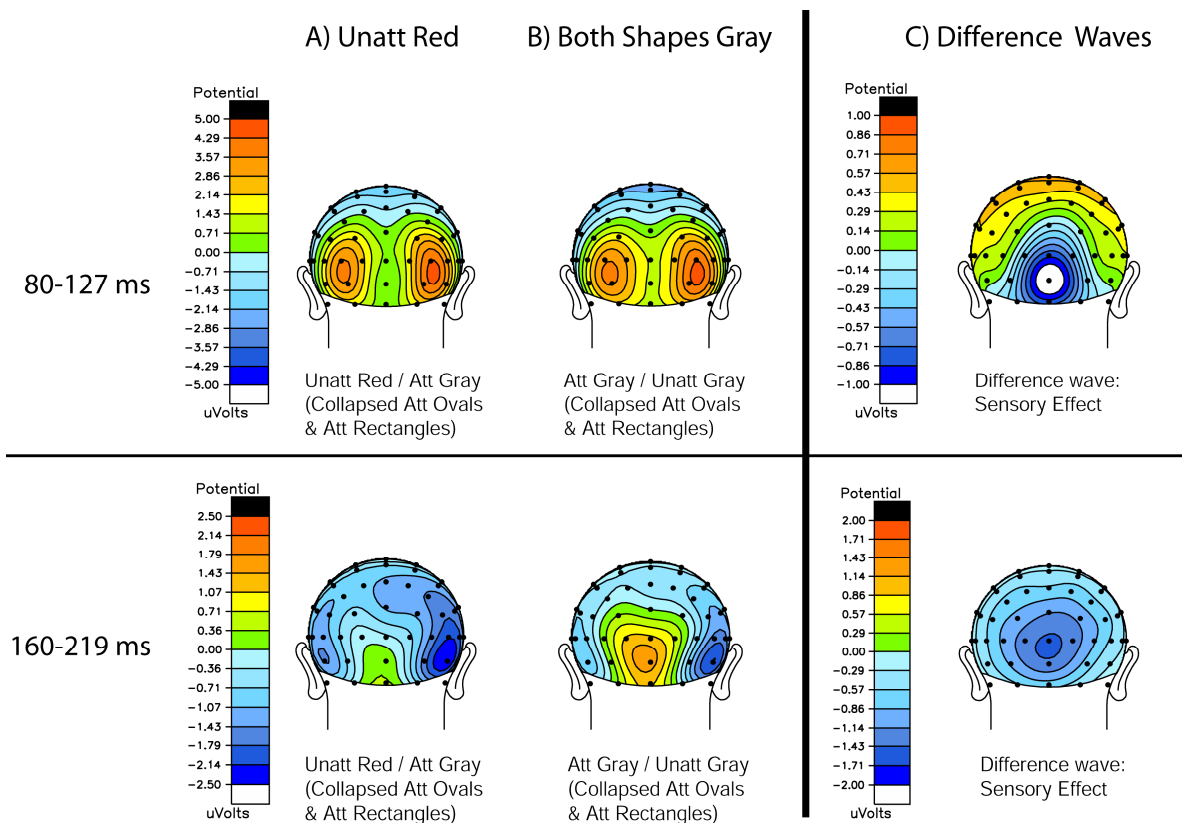 A) Unatt Red
B) Both Shapes Gray
C) Difference Waves
80-127 ms
Potential
5.00
4.29
3.57
2.86
2.14
1.43
0.71
0.00
−0.71
−1.43
−2.14
−2.86
−3.57
−4.29
−5.00
uVolts
Unatt Red / Att Gray
(Collapsed Att Ovals
& Att Rectangles)
Att Gray / Unatt Gray
(Collapsed Att Ovals
& Att Rectangles)
Potential
1.00
0.86
0.71
0.57
0.43
0.29
0.14
0.00
−0.14
−0.29
−0.43
−0.57
−0.71
−0.86
−1.00
uVolts
Difference wave:
Sensory Effect
160-219 ms
Potential
2.50
2.14
1.79
1.43
1.07
0.71
0.36
0.00
−0.36
−0.71
−1.07
−1.43
−1.79
−2.14
−2.50
uVolts
Unatt Red / Att Gray
(Collapsed Att Ovals
& Att Rectangles)
Att Gray / Unatt Gray
(Collapsed Att Ovals
& Att Rectangles)
Potential
2.00
1.71
1.43
1.14
0.86
0.57
0.29
0.00
−0.29
−0.57
−0.86
−1.14
−1.43
−1.71
−2.00
uVolts
Difference wave:
Sensory Effect